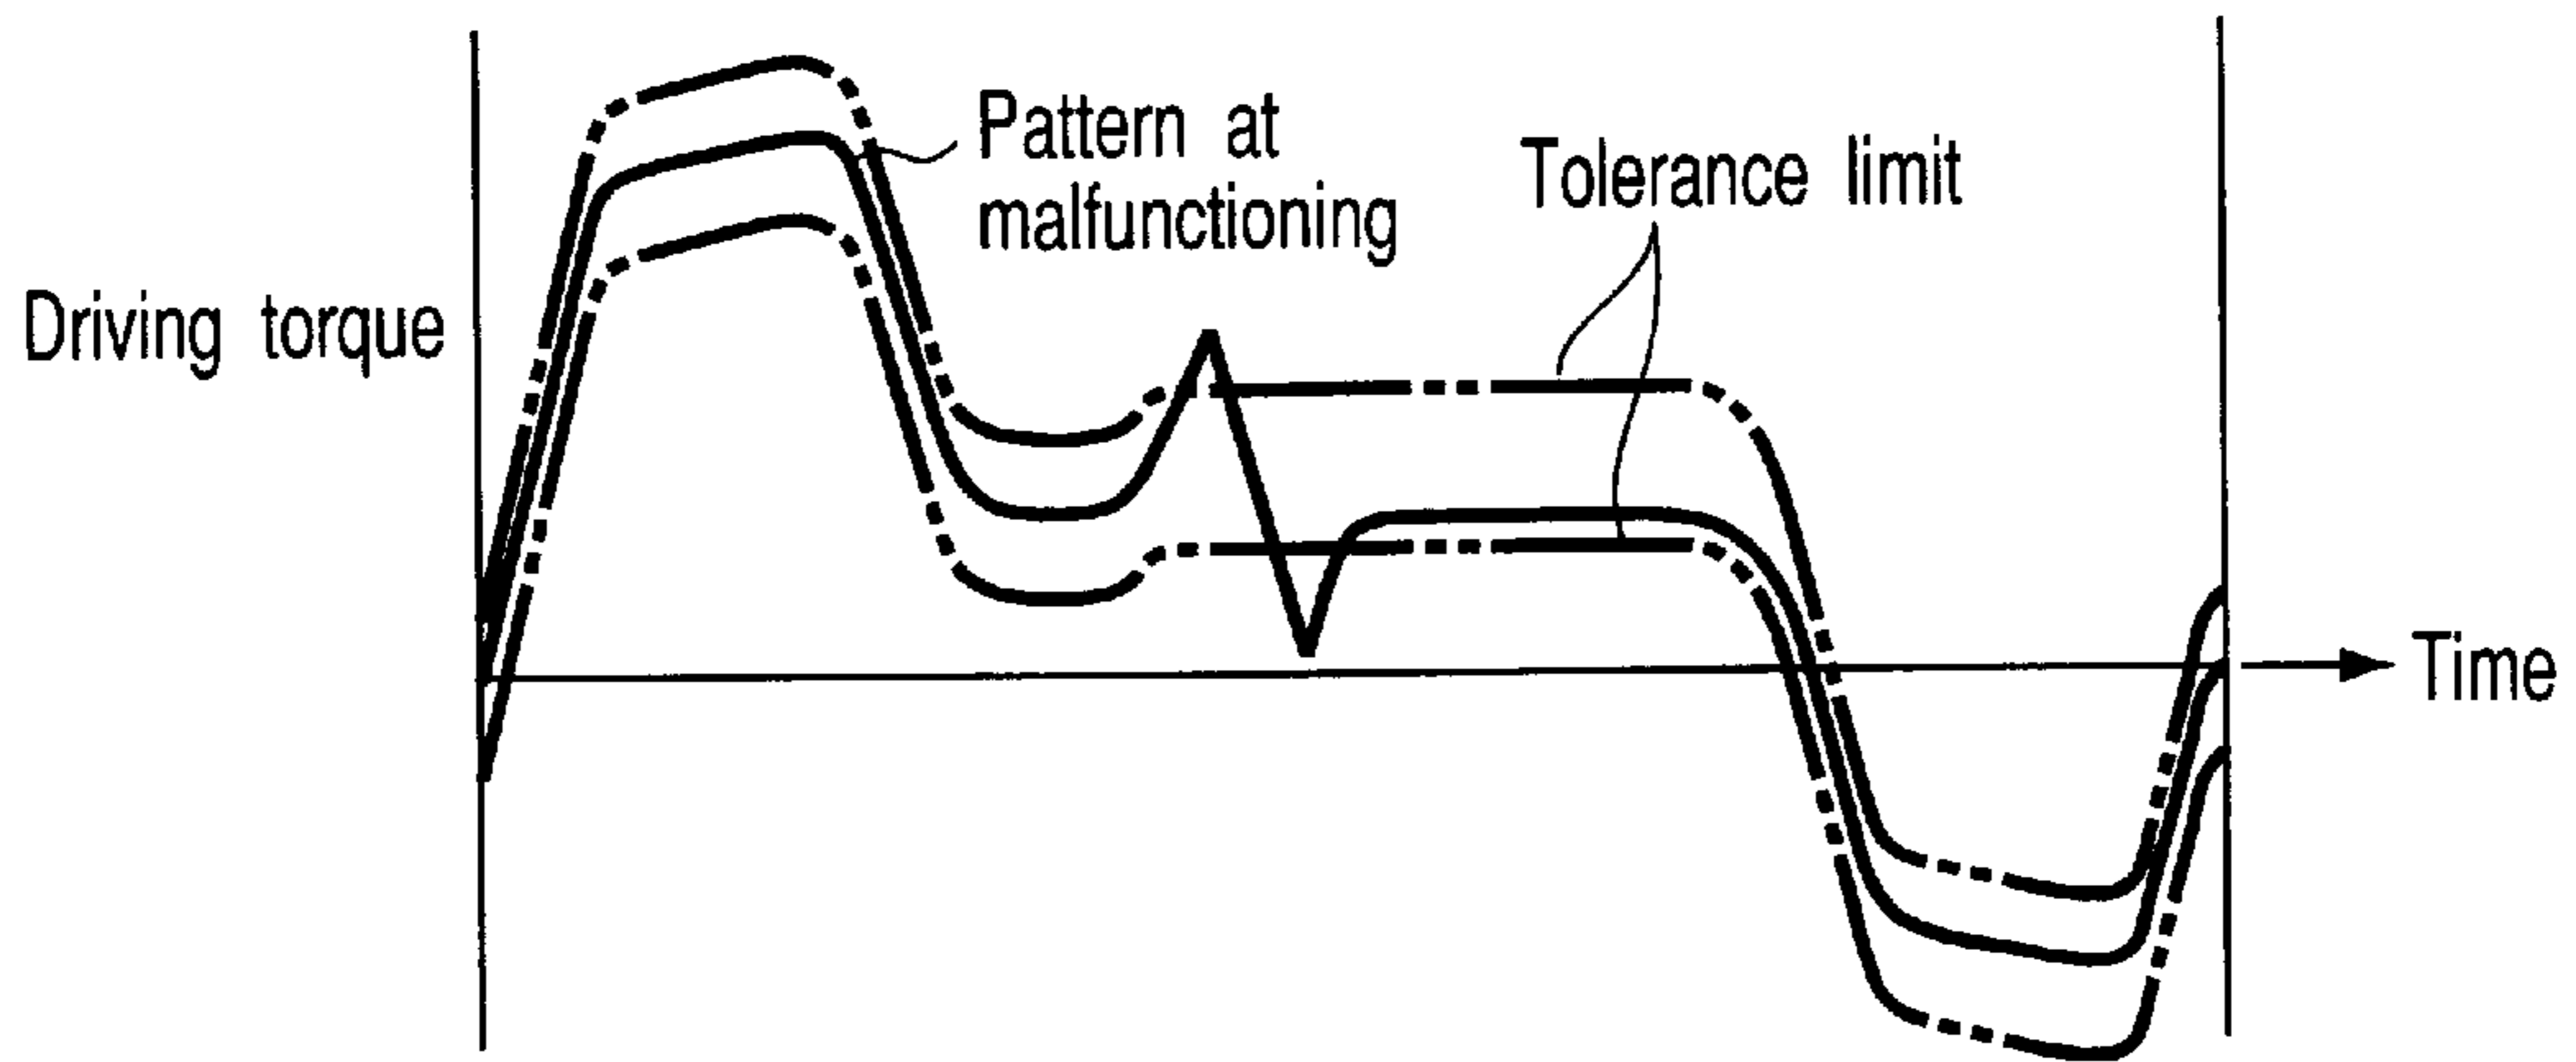 Pattern at
malfunctioning
Tolerance limit
Driving torque
Time